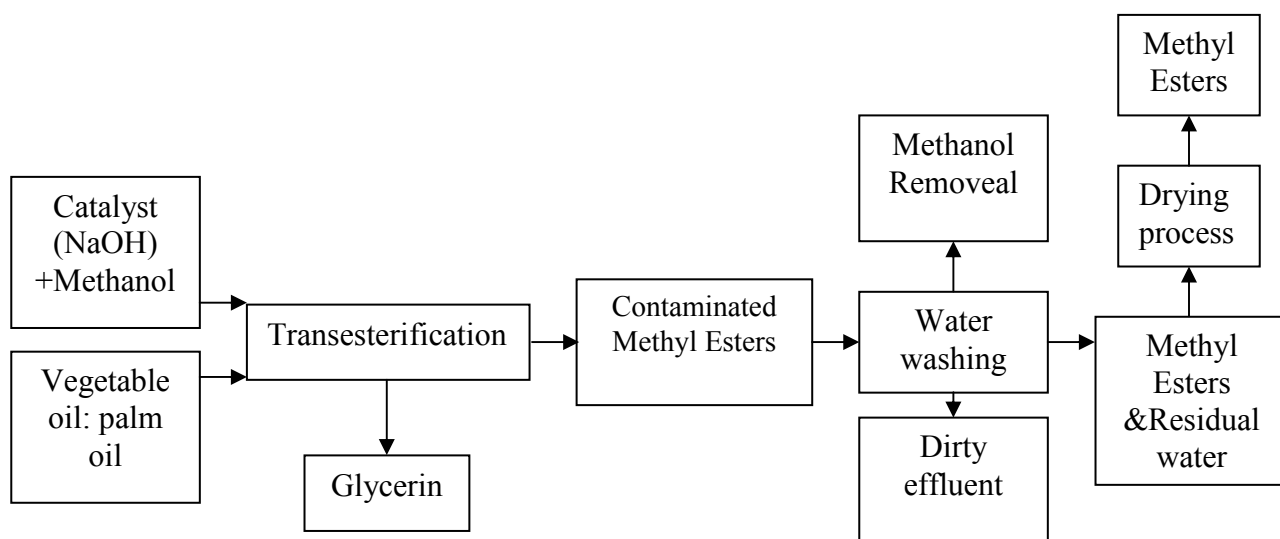 Catalyst
(NaOH)
+Methanol
Vegetable
oil: palm
oil
Transesterification
Glycerin
Contaminated
Methyl Esters
Methanol
Removeal
Water
washing
Dirty
effluent
Methyl
Esters
&Residual
water
Drying
process
Methyl
Esters